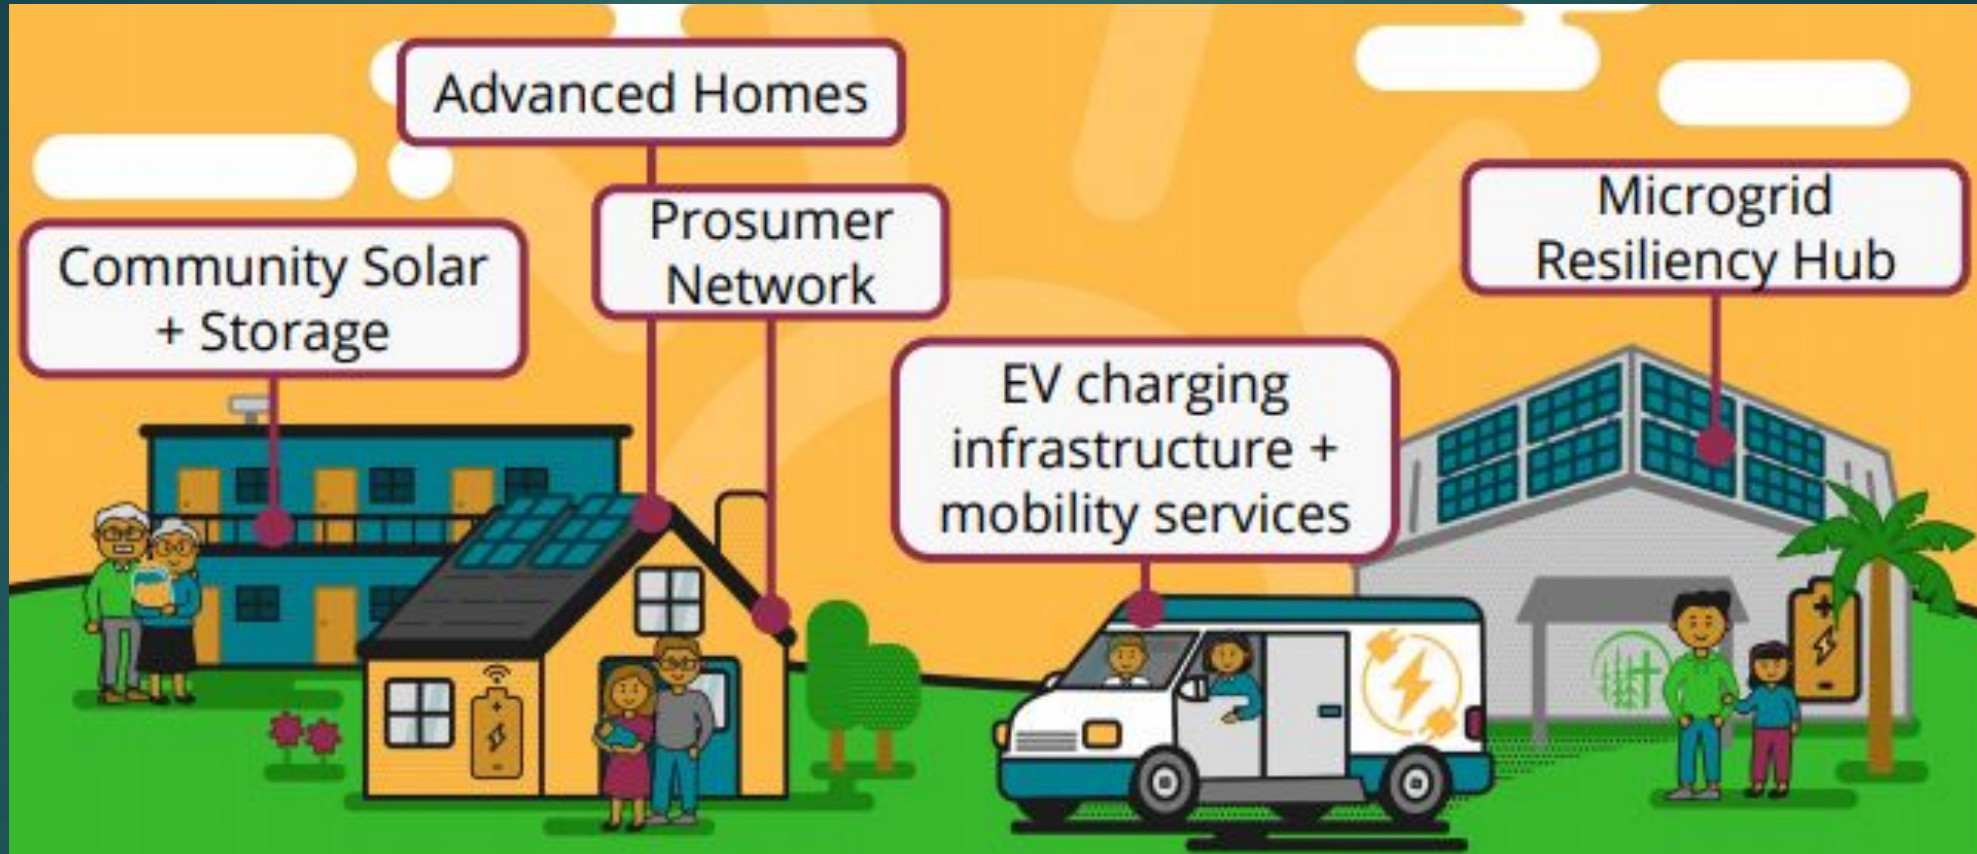 Advanced Homes
Prosumer
Network
Community Solar
+ Storage
Microgrid
Resiliency Hub
EV charging
infrastructure +
mobility services